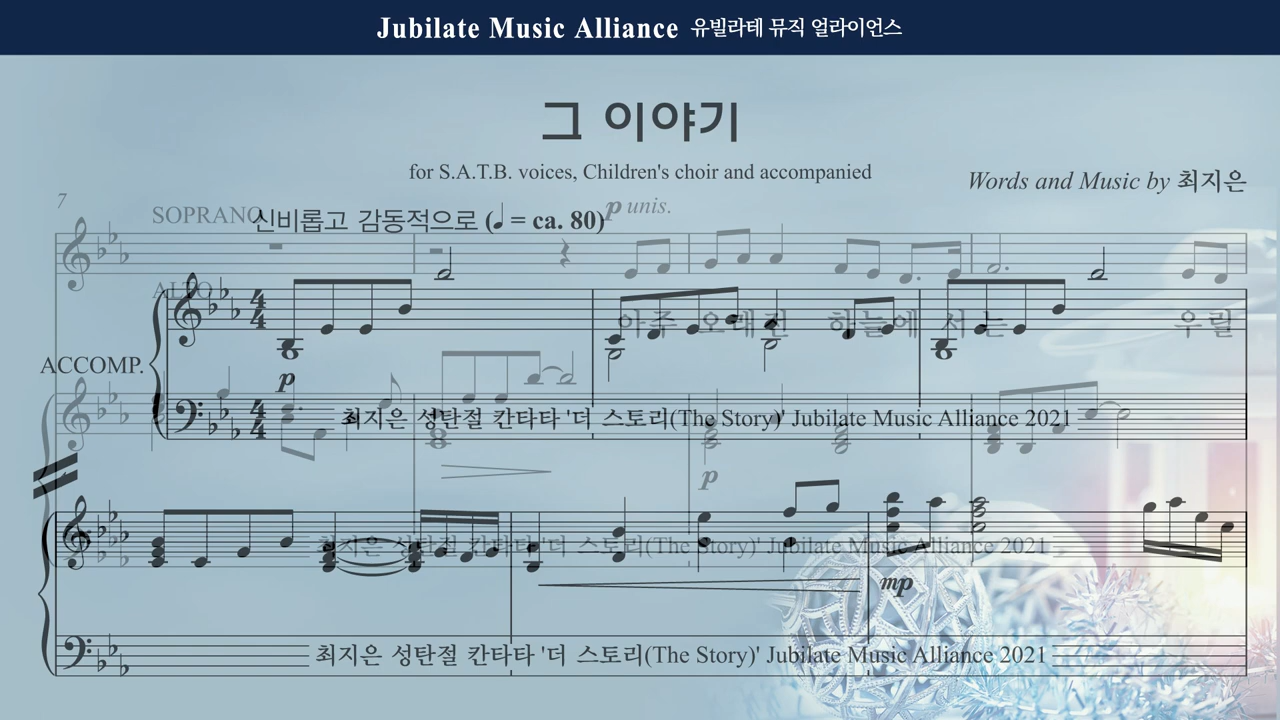 Jubilate Music Alliance 유빌라테 뮤직 얼라이언스
그 이야기
for S.A.T.B. voices, Children's choir and accompanied
Words and Music by 최지은
7
SOPRANO
신비롭고 감동적으로 (♩ = ca. 80)
p unis.
ALTO
아주 오래전 하늘에 서는 우릴
ACCOMP.
p
최지은 성탄절 칸타타 '더 스토리(The Story)' Jubilate Music Alliance 2021
p
최지은 성탄절 칸타타 '더 스토리(The Story)' Jubilate Music Alliance 2021
mp
최지은 성탄절 칸타타 '더 스토리(The Story)' Jubilate Music Alliance 2021